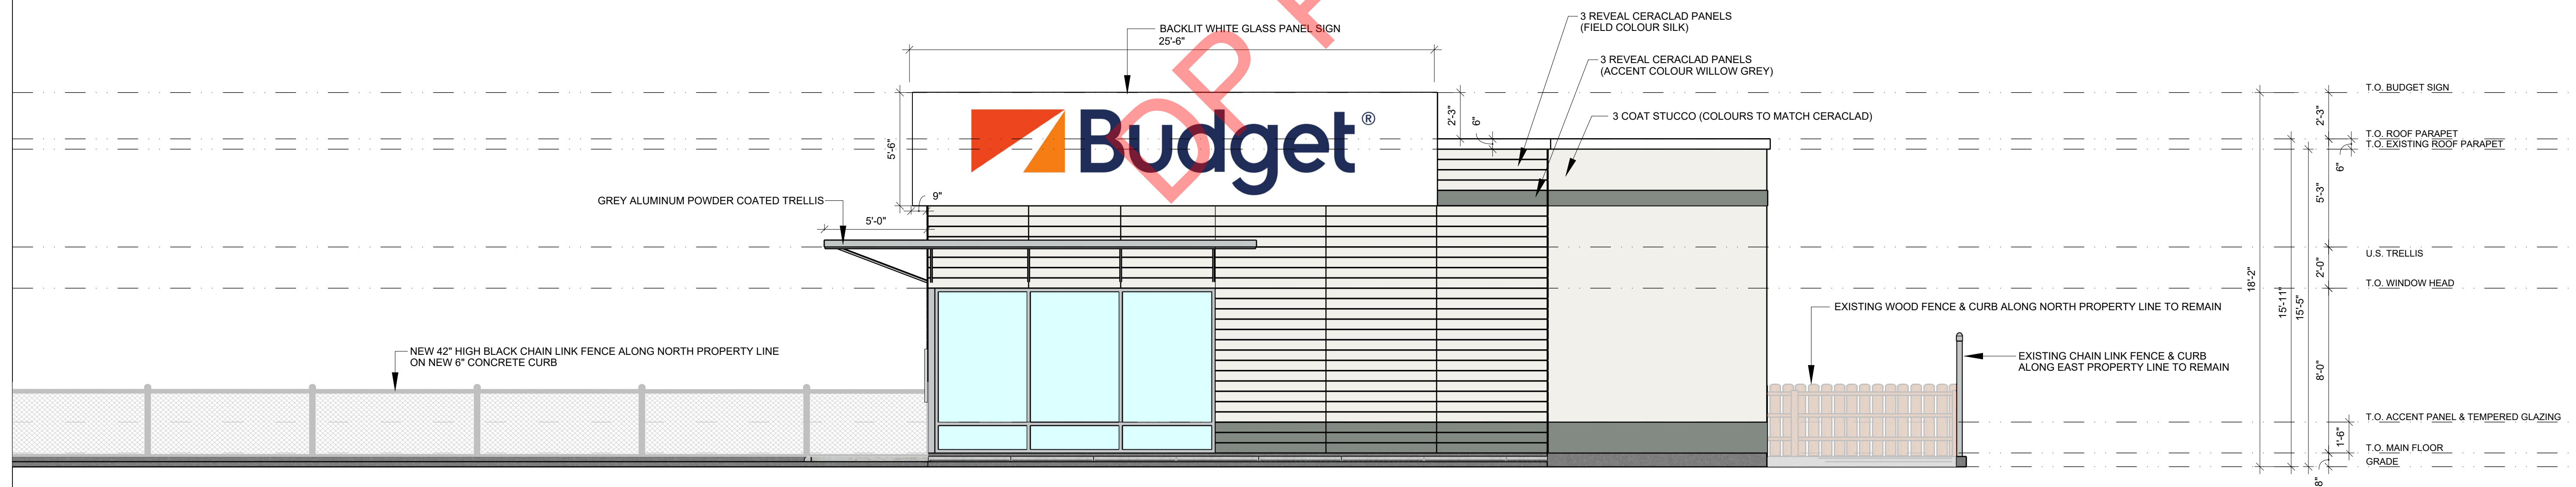 BACKLIT WHITE GLASS PANEL SIGN
25'-6"
3 REVEAL CERACLAD PANELS
(FIELD COLOUR SILK)
3 REVEAL CERACLAD PANELS
(ACCENT COLOUR WILLOW GREY)
3 COAT STUCCO (COLOURS TO MATCH CERACLAD)
DP
Budget®
5'-6"
2'-3"
6"
9"
GREY ALUMINUM POWDER COATED TRELLIS
5'-0"
NEW 42" HIGH BLACK CHAIN LINK FENCE ALONG NORTH PROPERTY LINE
ON NEW 6" CONCRETE CURB
EXISTING WOOD FENCE & CURB ALONG NORTH PROPERTY LINE TO REMAIN
EXISTING CHAIN LINK FENCE & CURB
ALONG EAST PROPERTY LINE TO REMAIN
18'-2"
15'-11"
15'-5"
2'-3"
6"
5'-3"
2'-0"
8'-0"
1'-6"
8"
T.O. BUDGET SIGN
T.O. ROOF PARAPET
T.O. EXISTING ROOF PARAPET
U.S. TRELLIS
T.O. WINDOW HEAD
T.O. ACCENT PANEL & TEMPERED GLAZING
T.O. MAIN FLOOR
GRADE